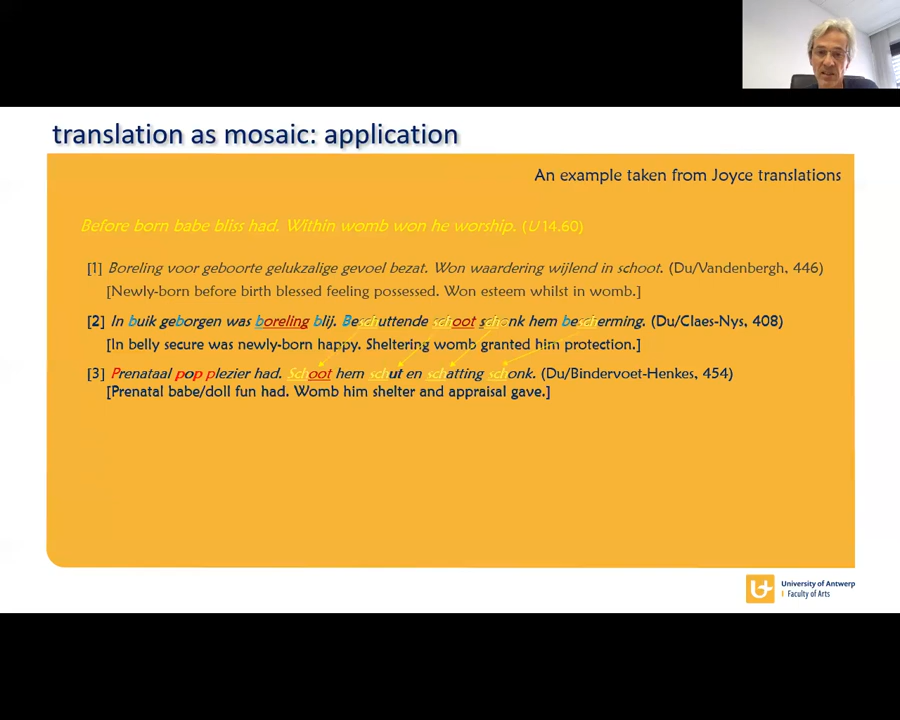 translation as mosaic: application
An example taken from Joyce translations
Before born babe bliss had. Within womb won he worship. (U 14.60)
[1] Boreling voor geboorte gelukzalige gevoel bezat. Won waardering wijlend in schoot. (Du/Vandenbergh, 446)
[Newly-born before birth blessed feeling possessed. Won esteem whilst in womb.]
[2] In buik geborgen was boreling blij. Beschuttende schoot schonk hem bescherming. (Du/Claes-Nys, 408)
[In belly secure was newly-born happy. Sheltering womb granted him protection.]
[3] Prenataal pop plezier had. Schoot hem schut en schatting schonk. (Du/Bindervoet-Henkes, 454)
[Prenatal babe/doll fun had. Womb him shelter and appraisal gave.]
University of Antwerp
Faculty of Arts